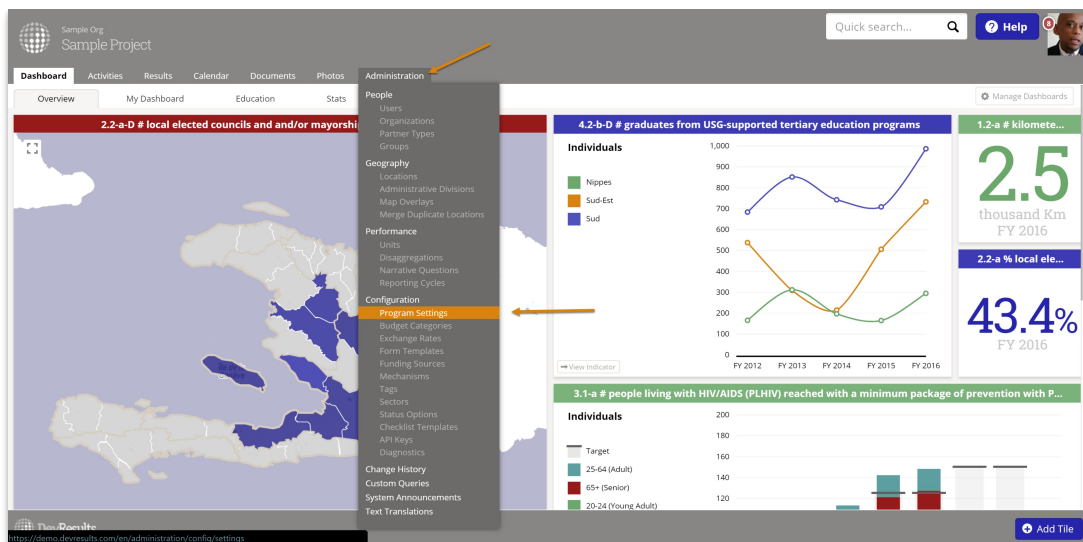 Sample Org
Sample Project
Quick search...
? Help
8
Dashboard Activities Results Calendar Documents Photos Administration
Overview My Dashboard Education Stats
Manage Dashboards
People
Users
Organizations
Partner Types
Groups
Geography
Locations
Administrative Divisions
Map Overlays
Merge Duplicate Locations
Performance
Units
Disaggregations
Narrative Questions
Reporting Cycles
Configuration
Program Settings
Budget Categories
Exchange Rates
Form Templates
Funding Sources
Mechanisms
Tags
Sectors
Status Options
Checklist Templates
API Keys
Diagnostics
Change History
Custom Queries
System Announcements
Text Translations
2.2-a-D # local elected councils and and/or mayorshi
4.2-b-D # graduates from USG-supported tertiary education programs
Individuals
Nippes
Sud-Est
Sud
1,000
900
800
700
600
500
400
300
200
100
0
FY 2012 FY 2013 FY 2014 FY 2015 FY 2016
View Indicator
1.2-a # kilomete...
2.5
thousand Km
FY 2016
2.2-a % local ele...
43.4%
FY 2016
3.1-a # people living with HIV/AIDS (PLHIV) reached with a minimum package of prevention with P...
Individuals
Target
25-64 (Adult)
65+ (Senior)
20-24 (Young Adult)
200
180
160
140
120
DevResults
https://demo.devresults.com/en/administration/config/settings
Add Tile